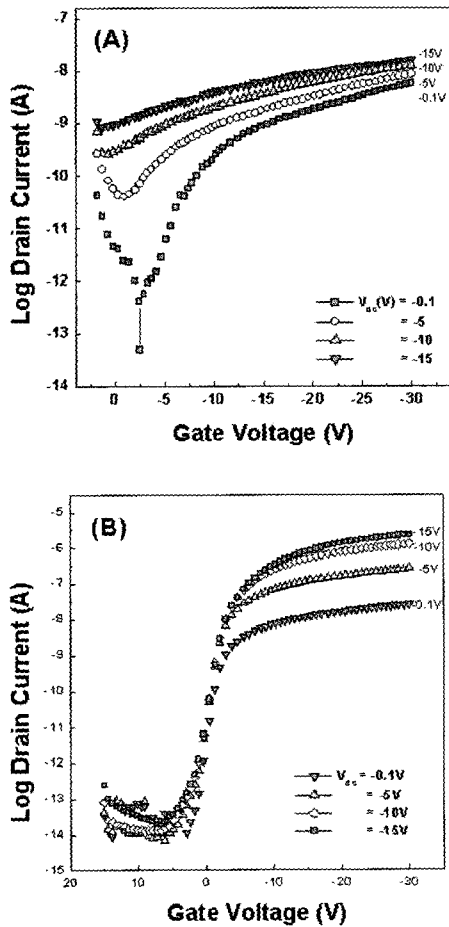 (A)
Log Drain Current (A)
-7
-8
-9
-10
-11
-12
-13
-14
-15V
-10V
-5V
-0.1V
(V) = -0.1
= -5
= -10
= -15
0 -5 -10 -15 -20 -25 -30
Gate Voltage (V)
(B)
Log Drain Current (A)
-5
-6
-7
-8
-9
-10
-11
-12
-13
-14
-15
-15V
-10V
-5V
0.1V
V = -0.1V
= -5V
= -10V
= -15V
20 10 0 -10 -20 -30
Gate Voltage (V)